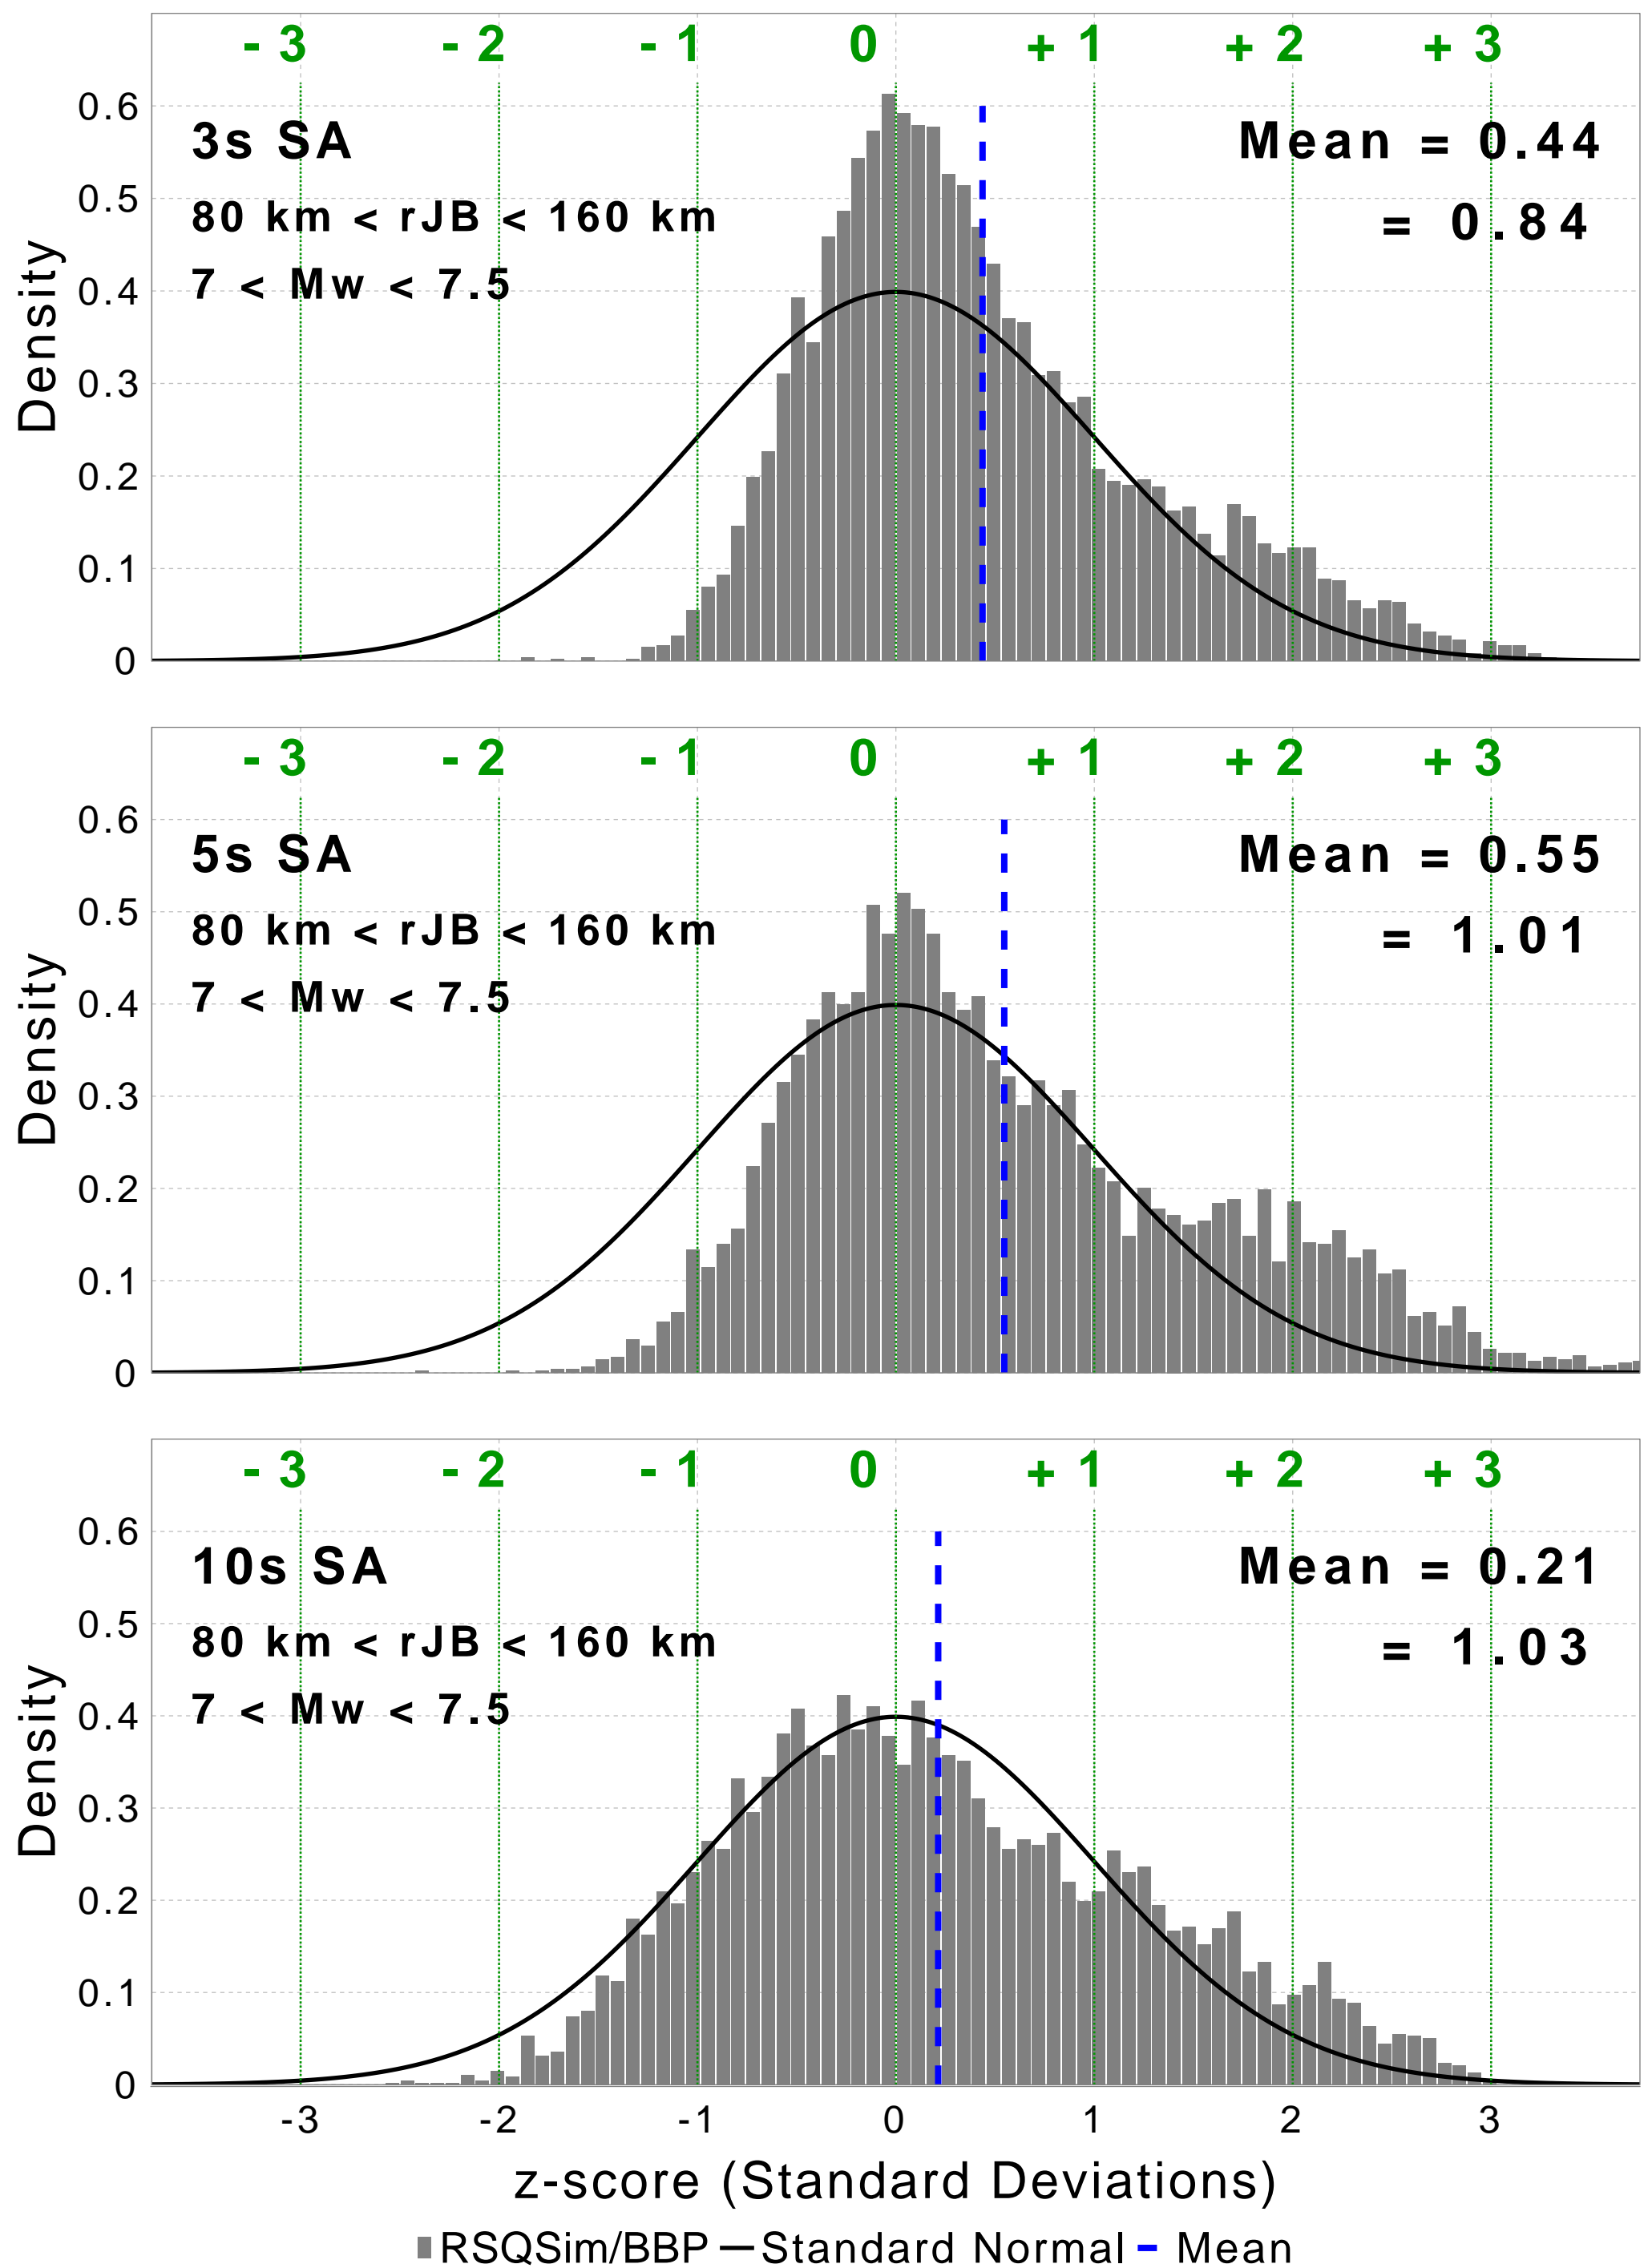 - 3 - 2 - 1 0 + 1 + 2 + 3
0.6
3s SA
Mean = 0.44
0.5
80 km < rJB < 160 km
= 0.84
0.4
7 < Mw < 7.5
Density
0.3
0.2
0.1
0
- 3 - 2 - 1 0 + 1 + 2 + 3
0.6
5s SA
Mean = 0.55
0.5
80 km < rJB < 160 km
= 1.01
0.4
7 < Mw < 7.5
Density
0.3
0.2
0.1
0
- 3 - 2 - 1 0 + 1 + 2 + 3
0.6
10s SA
Mean = 0.21
0.5
80 km < rJB < 160 km
= 1.03
0.4
7 < Mw < 7.5
Density
0.3
0.2
0.1
0
-3 -2 -1 0 1 2 3
z-score (Standard Deviations)
RSQSim/BBP Standard Normal Mean